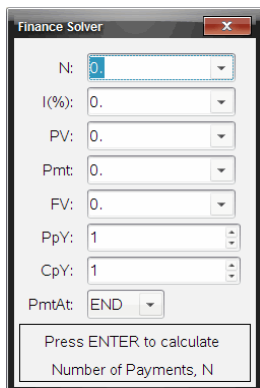 Finance Solver x
N: 0.
I(%): 0.
PV: 0.
Pmt: 0.
FV: 0.
PpY: 1
CpY: 1
PmtAt: END
Press ENTER to calculate
Number of Payments, N